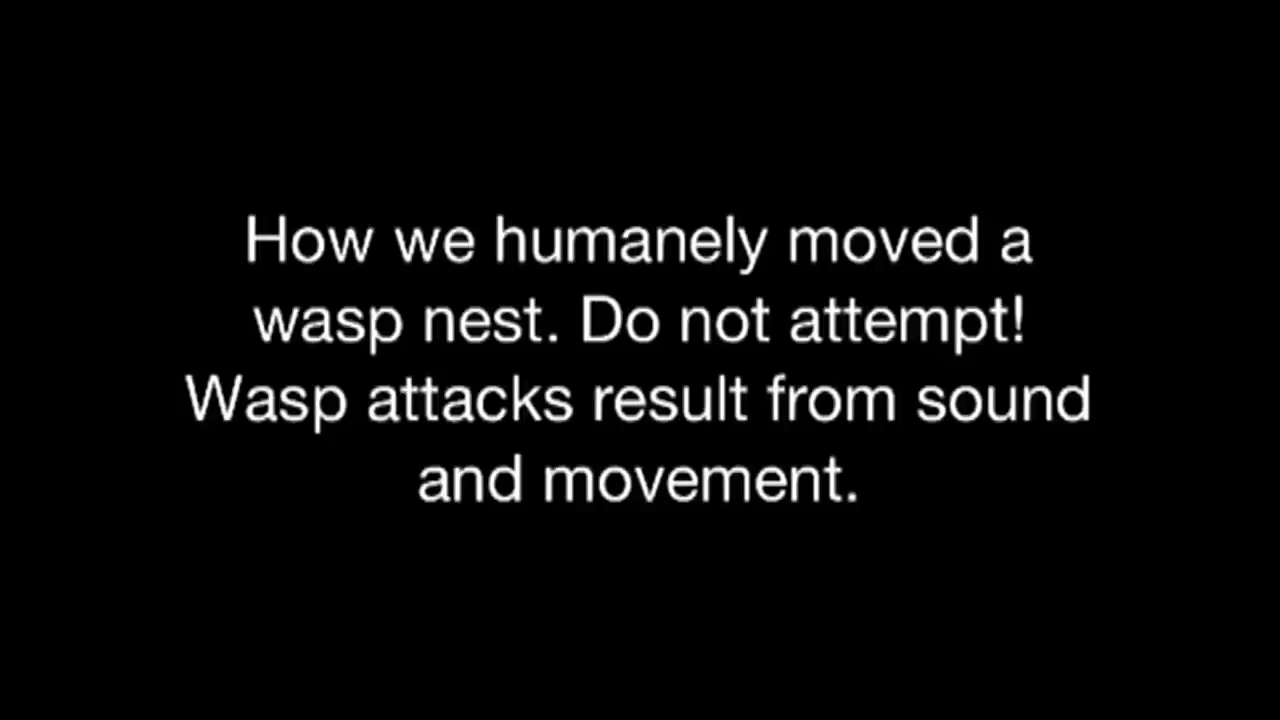 How we humanely moved a
wasp nest. Do not attempt!
Wasp attacks result from sound
and movement.